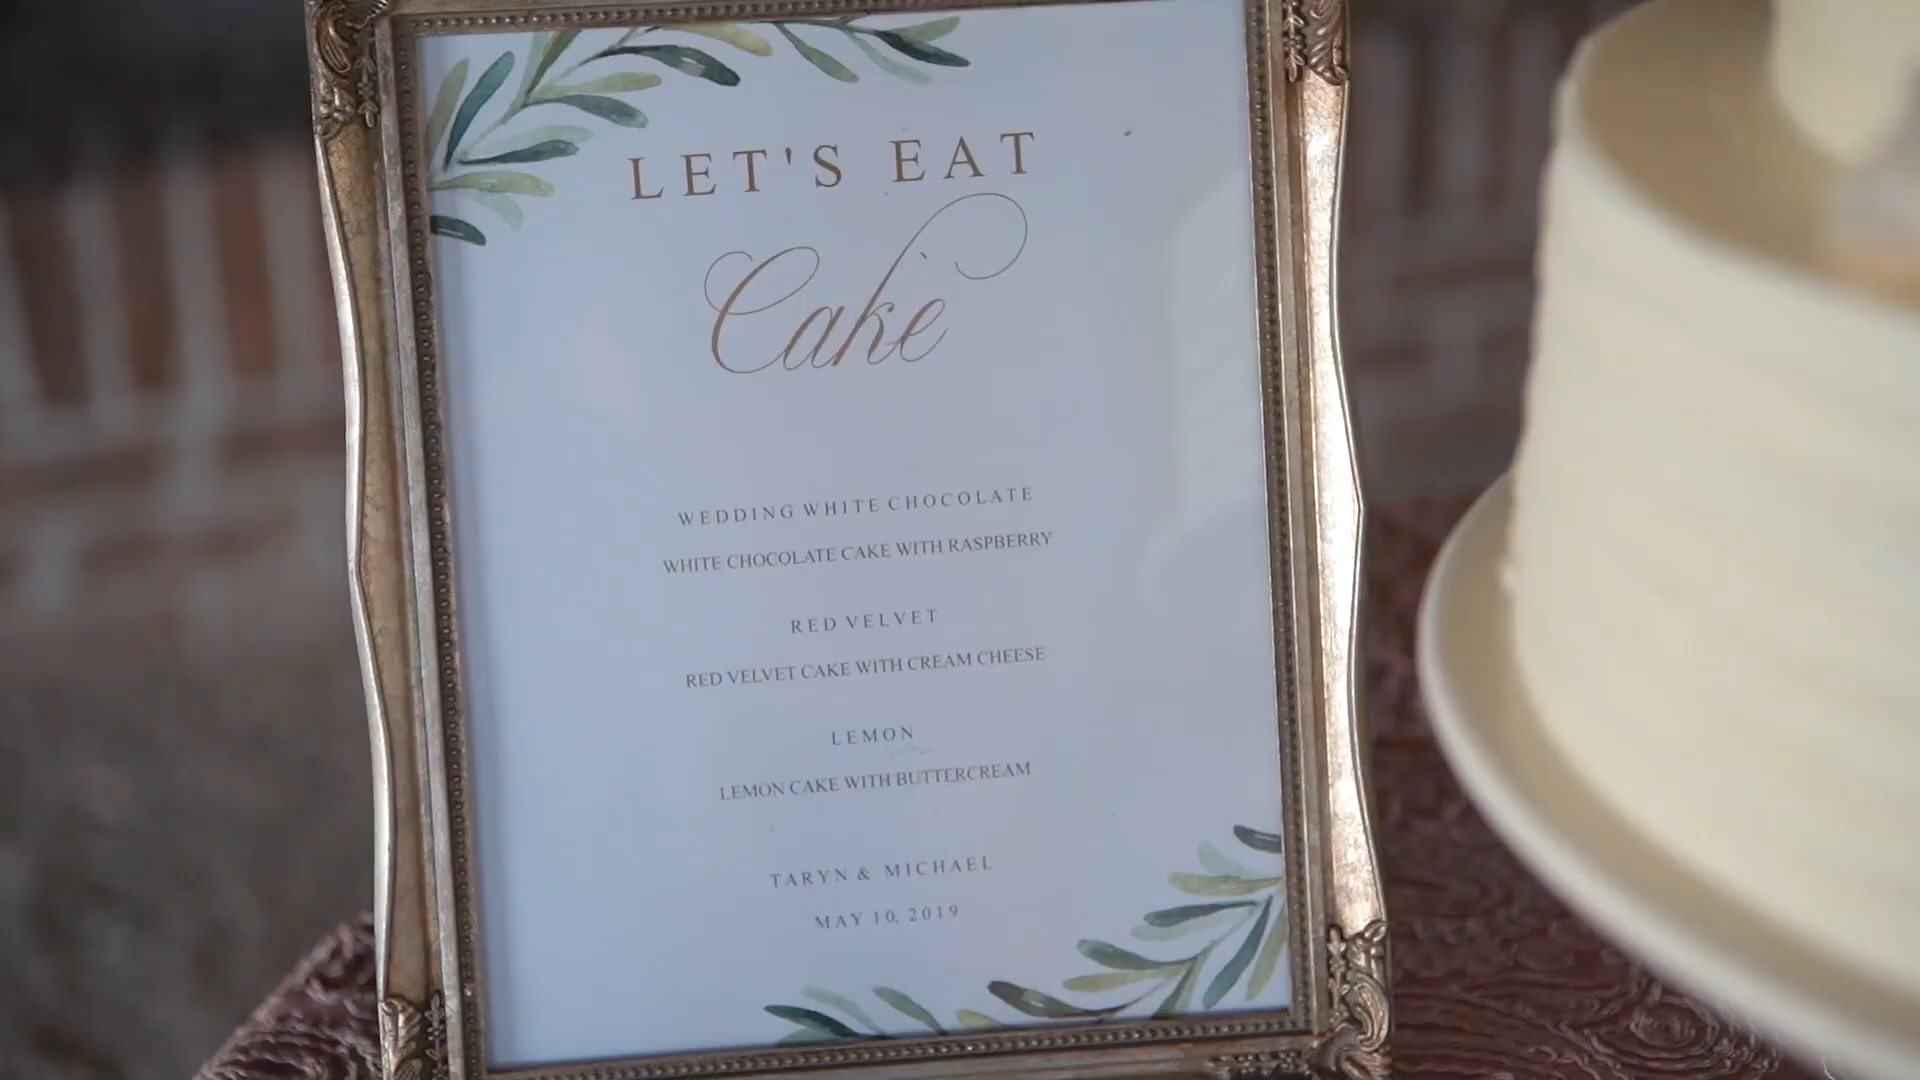 LET'S EAT
Cake
WEDDING WHITE CHOCOLATE
WHITE CHOCOLATE CAKE WITH RASPBERRY
RED VELVET
RED VELVET CAKE WITH CREAM CHEESE
LEMON
LEMON CAKE WITH BUTTERCREAM
TARYN & MICHAEL
MAY 10, 2019